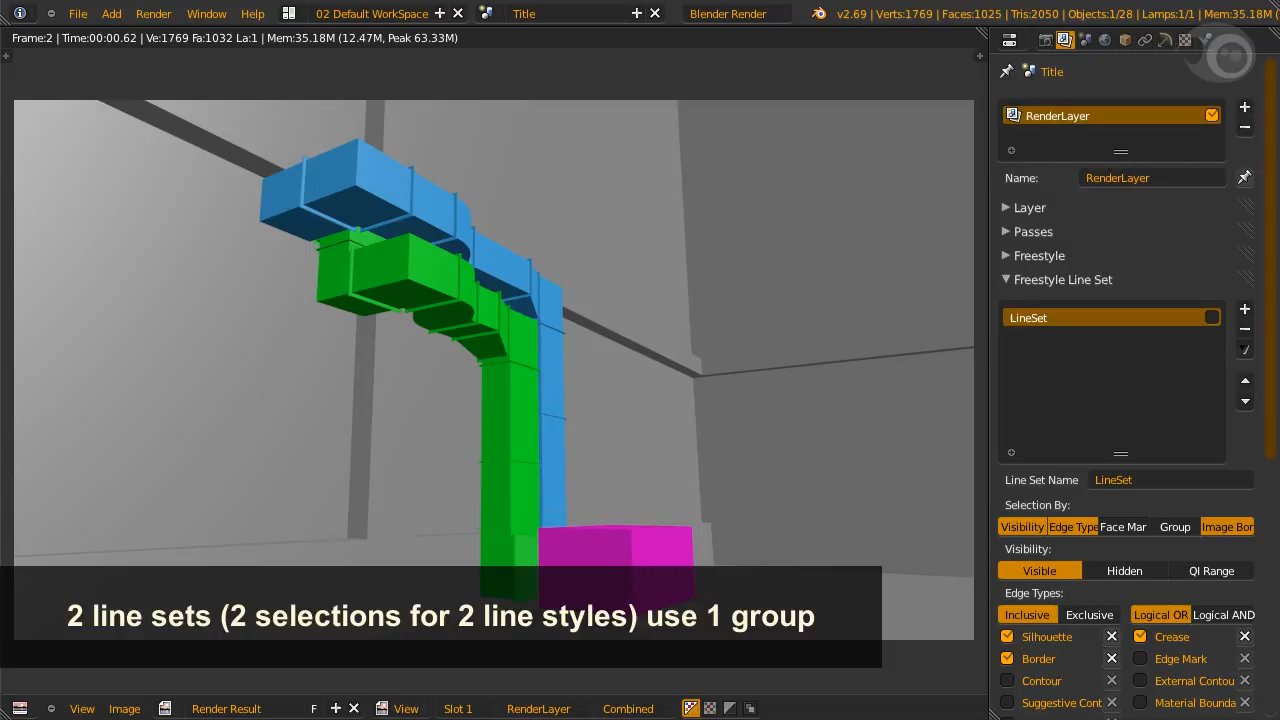 File Add Render Window Help 02 Default WorkSpace Title Blender Render v2.69 | Verts:1769 | Faces:1025 | Tris:2050 | Objects:1/28 | Lamps:1/1 | Mem:35.18M
Frame:2 | Time:00:00.62 | Ve:1769 Fa:1032 La:1 | Mem:35.18M (12.47M, Peak 63.33M)
Title
RenderLayer
Name: RenderLayer
Layer
Passes
Freestyle
Freestyle Line Set
LineSet
Line Set Name LineSet
Selection By:
Visibility Edge Type Face Mar Group Image Bor
Visibility:
Visible Hidden QI Range
Edge Types:
Inclusive Exclusive Logical OR Logical AND
Silhouette Crease
Border Edge Mark
Contour External Contou
Suggestive Cont Material Bounda
2 line sets (2 selections for 2 line styles) use 1 group
View Image Render Result F View Slot 1 RenderLayer Combined